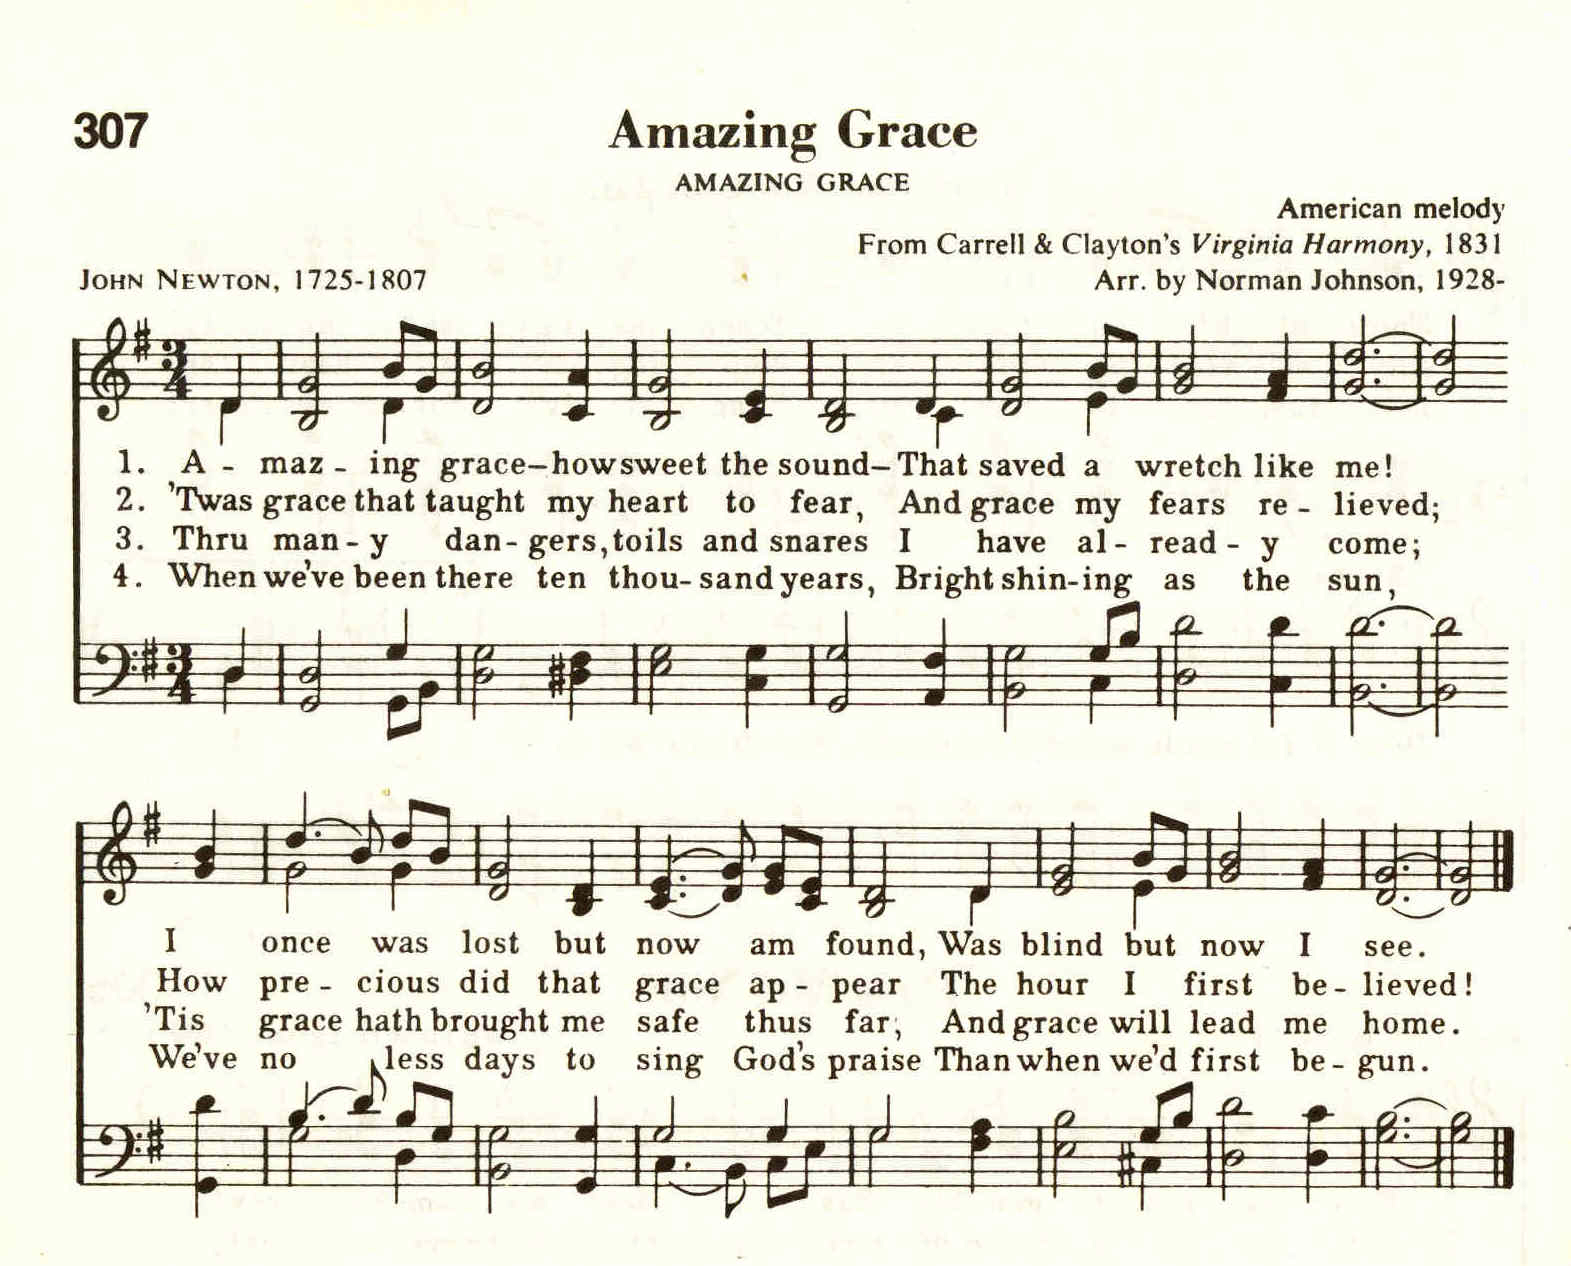 307
Amazing Grace
AMAZING GRACE
American melody
From Carrell & Clayton's Virginia Harmony, 1831
JOHN NEWTON, 1725-1807
Arr. by Norman Johnson, 1928-
1. A - maz - ing grace—how sweet the sound—That saved a wretch like me!
2. 'Twas grace that taught my heart to fear, And grace my fears re - lieved;
3. Thru man - y dan - gers, toils and snares I have al - read - y come;
4. When we've been there ten thou - sand years, Bright shin - ing as the sun,
I once was lost but now am found, Was blind but now I see.
How pre - cious did that grace ap - pear The hour I first be - lieved!
'Tis grace hath brought me safe thus far, And grace will lead me home.
We've no less days to sing God's praise Than when we'd first be - gun.